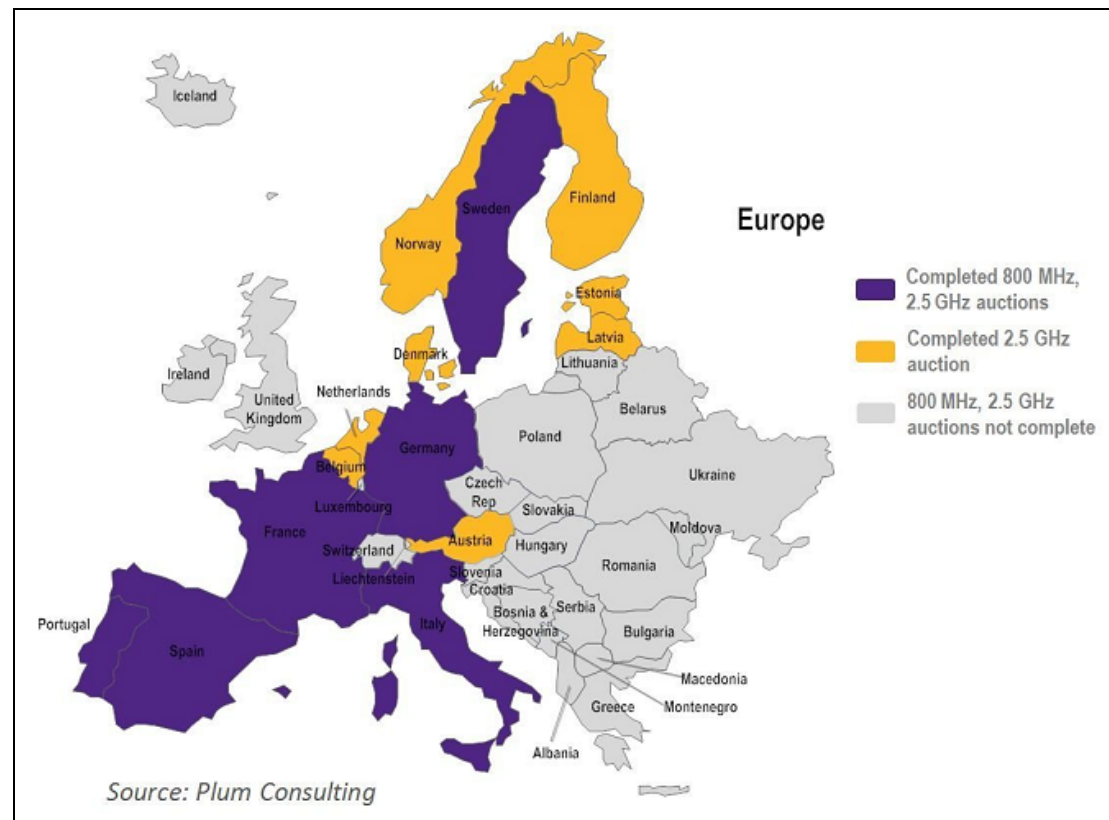 Iceland
Sweden
Finland
Norway
Europe
Completed 800 MHz,
2.5 GHz auctions
Completed 2.5 GHz
auction
800 MHz, 2.5 GHz
auctions not complete
Estonia
Latvia
Lithuania
Denmark
Netherlands
Ireland
United
Kingdom
Belarus
Poland
Germany
Belgium
Ukraine
Czech
Rep
Luxembourg
Slovakia
France
Moldova
Austria
Switzerland
Hungary
Romania
Slovenia
Liechtenstein
Croatia
Bosnia &
Herzegovina
Serbia
Portugal
Italy
Bulgaria
Spain
Macedonia
Montenegro
Greece
Albania
Source: Plum Consulting